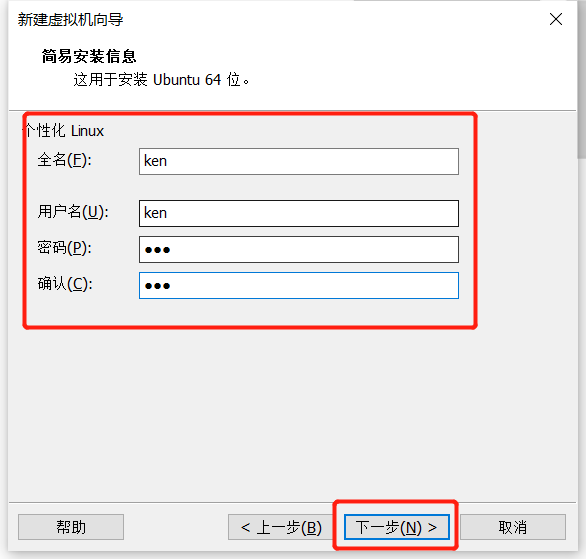 新建虚拟机向导
简易安装信息
这用于安装 Ubuntu 64 位。
个性化 Linux
全名(F): ken
用户名(U): ken
密码(P): ●●●
确认(C): ●●●
帮助 < 上一步(B) 下一步(N) > 取消